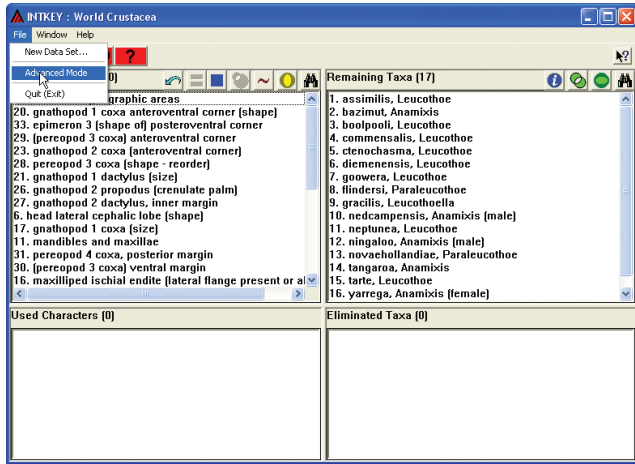 INTKEY : World Crustacea
File Window Help
New Data Set...
Advanced Mode
Quit (Exit)
?
?
0)
~
Remaining Taxa (17)
i
graphic areas
20. gnathopod 1 coxa anteroventral corner (shape)
33. epimeron 3 (shape of) posteroventral corner
29. (pereopod 3 coxa) anteroventral corner
23. gnathopod 2 coxa (anteroventral corner)
28. pereopod 3 coxa (shape - reorder)
21. gnathopod 1 dactylus (size)
26. gnathopod 2 propodus (crenulate palm)
27. gnathopod 2 dactylus, inner margin
6. head lateral cephalic lobe (shape)
17. gnathopod 1 coxa (size)
11. mandibles and maxillae
31. pereopod 4 coxa, posterior margin
30. (pereopod 3 coxa) ventral margin
16. maxilliped ischial endite (lateral flange present or al
1. assimilis, Leucothoe
2. bazimut, Anamixis
3. boolpooli, Leucothoe
4. commensalis, Leucothoe
5. ctenochasma, Leucothoe
6. diemenensis, Leucothoe
7. goowera, Leucothoe
8. flindersi, Paraleucothoe
9. gracilis, Leucothoella
10. nedcampensis, Anamixis (male)
11. neptunea, Leucothoe
12. ningaloo, Anamixis (male)
13. novaehollandiae, Paraleucothoe
14. tangaroa, Anamixis
15. tarte, Leucothoe
16. yarrega, Anamixis (female)
Used Characters (0)
Eliminated Taxa (0)